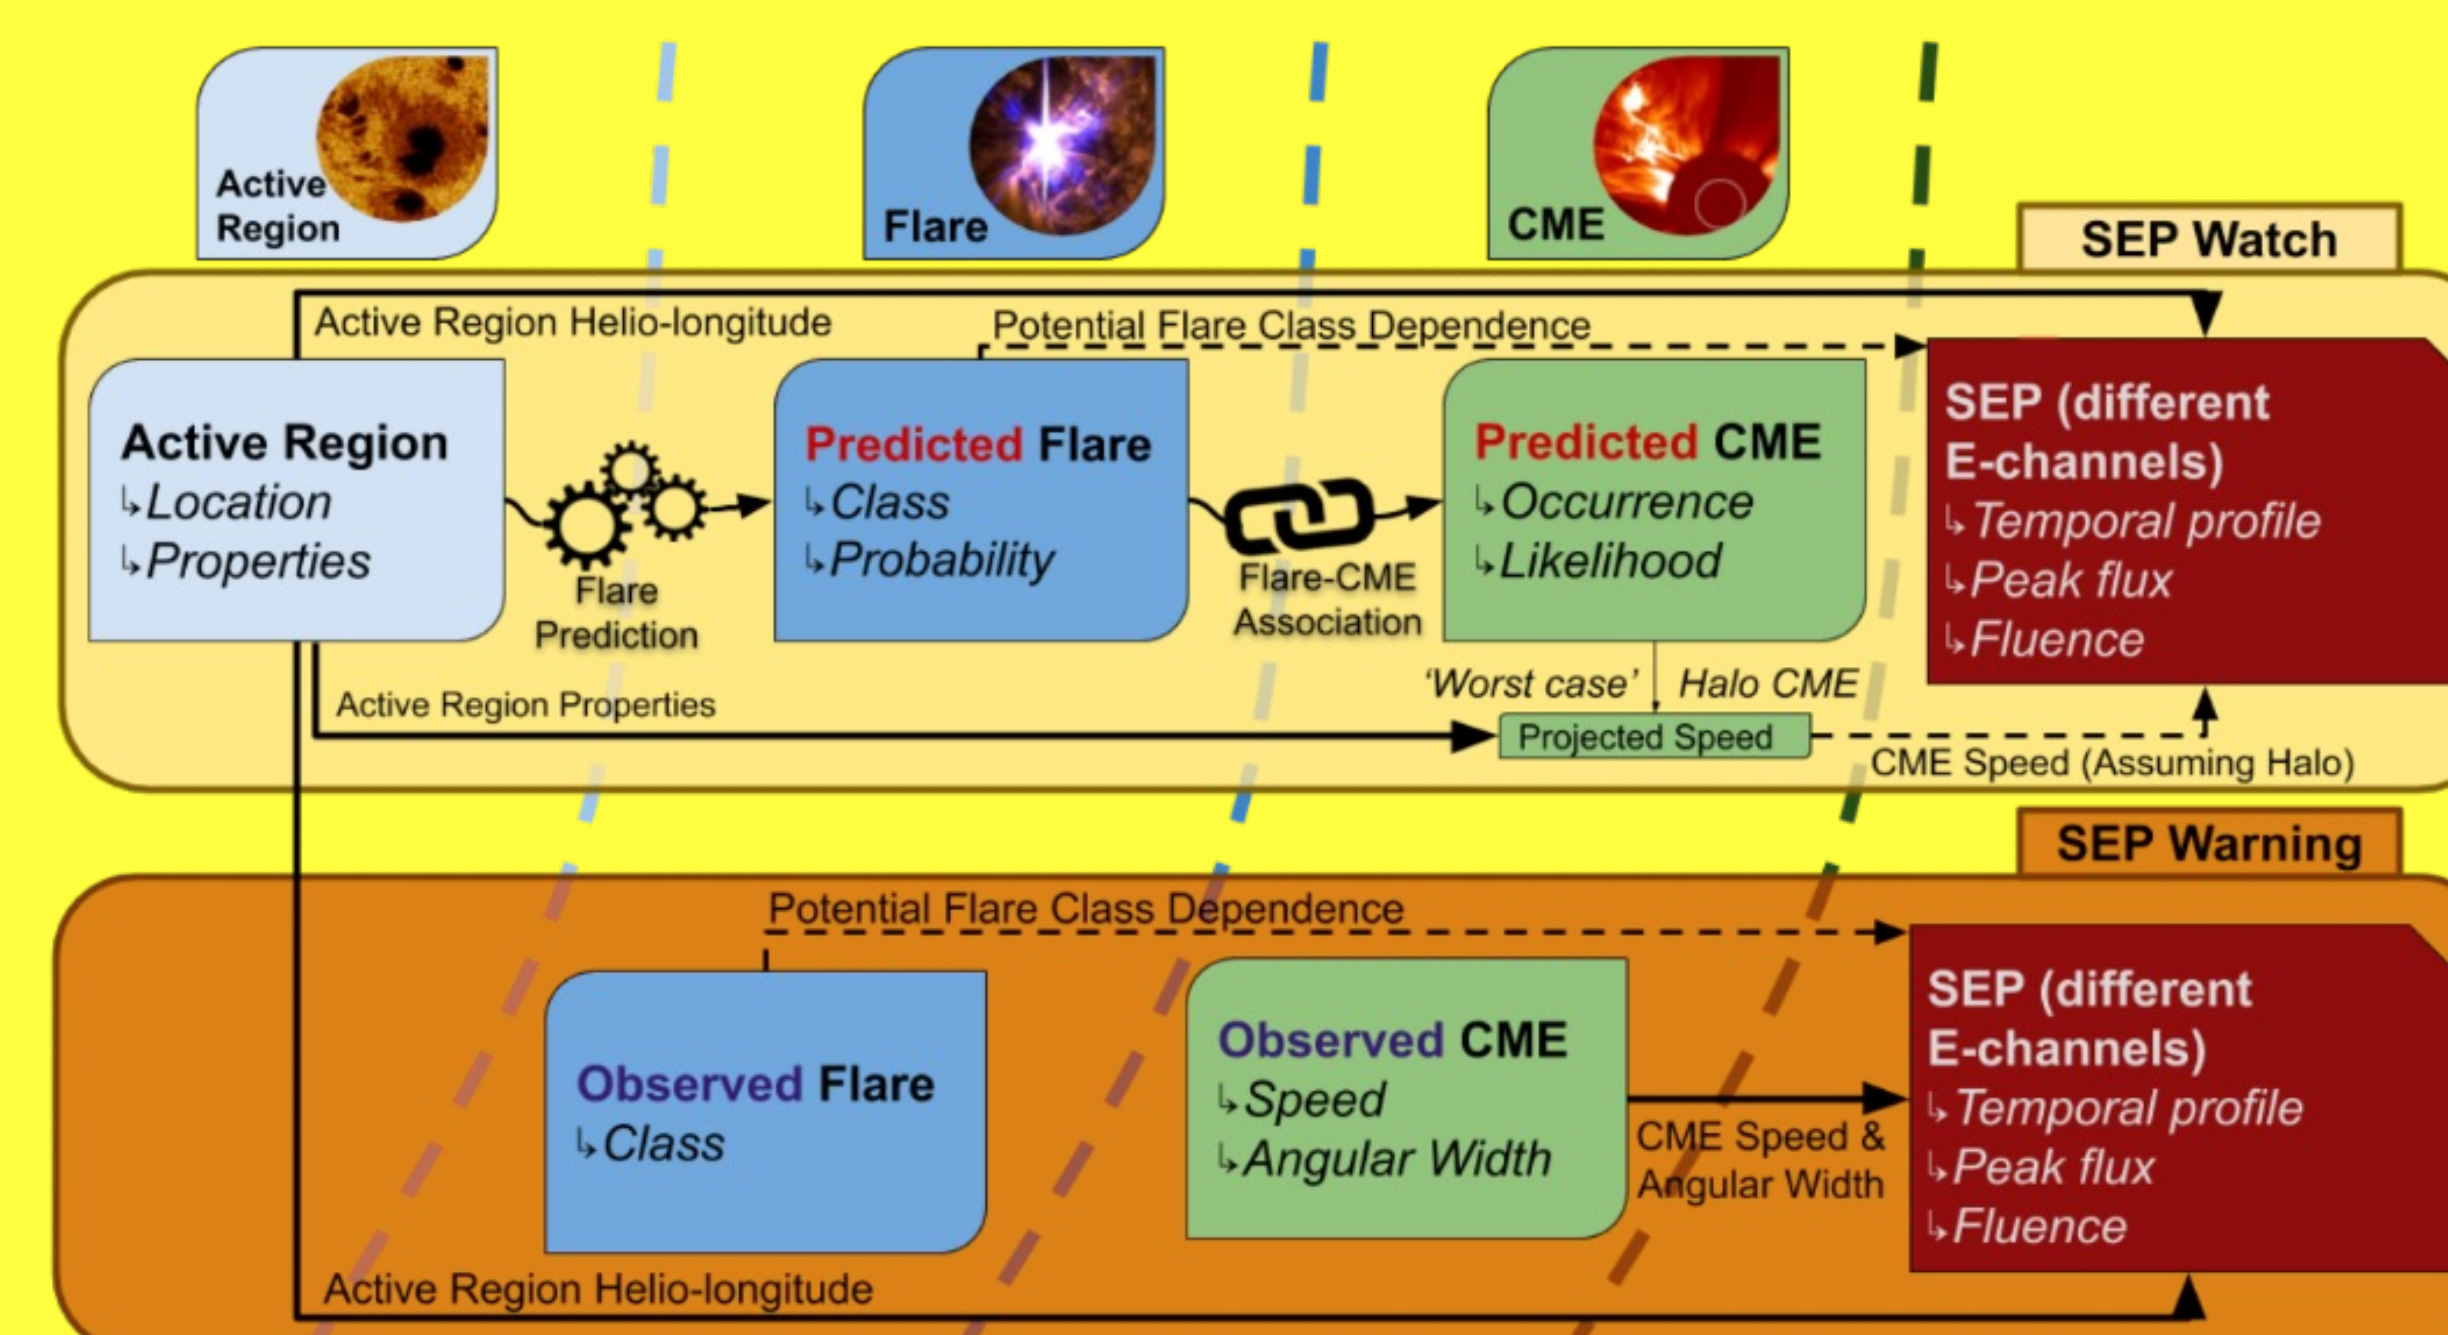 Active
Region
Flare
CME
SEP Watch
Active Region Helio-longitude
Potential Flare Class Dependence
Active Region
↳Location
↳Properties
Flare
Prediction
Predicted Flare
↳Class
↳Probability
Flare-CME
Association
Predicted CME
↳Occurrence
↳Likelihood
SEP (different
E-channels)
↳Temporal profile
↳Peak flux
↳Fluence
‘Worst case’ Halo CME
Active Region Properties
Projected Speed
CME Speed (Assuming Halo)
SEP Warning
Potential Flare Class Dependence
Observed Flare
↳Class
Observed CME
↳Speed
↳Angular Width
CME Speed &
Angular Width
SEP (different
E-channels)
↳Temporal profile
↳Peak flux
↳Fluence
Active Region Helio-longitude